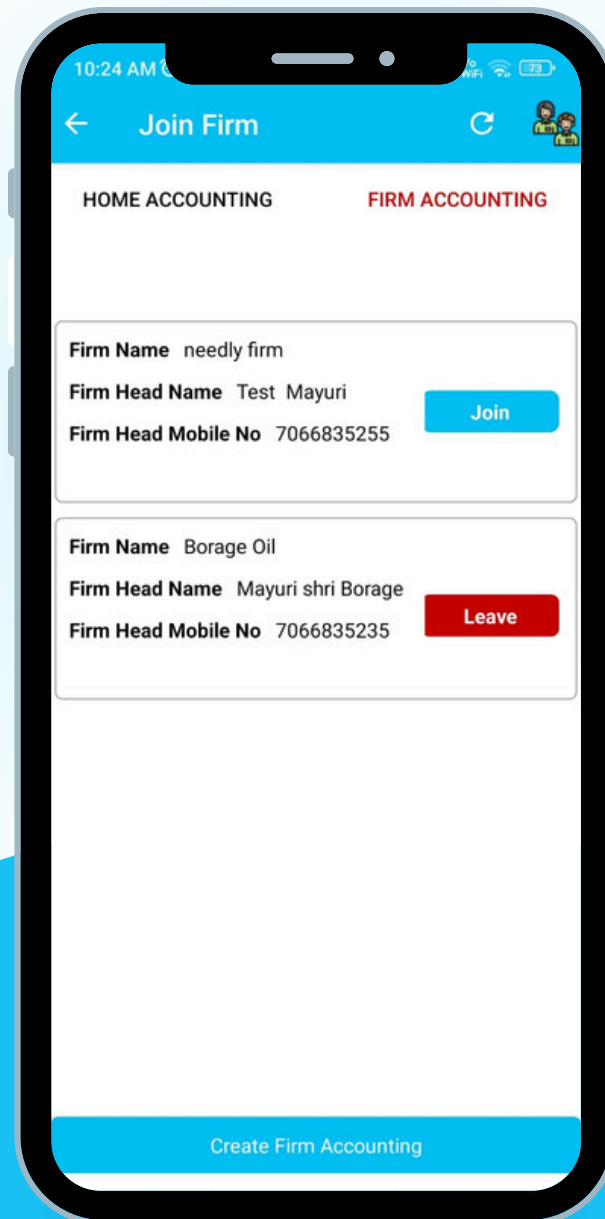 10:24 AM
WiFi 73
Join Firm
HOME ACCOUNTING FIRM ACCOUNTING
Firm Name needly firm
Firm Head Name Test Mayuri
Join
Firm Head Mobile No 7066835255
Firm Name Borage Oil
Firm Head Name Mayuri shri Borage
Leave
Firm Head Mobile No 7066835235
Create Firm Accounting